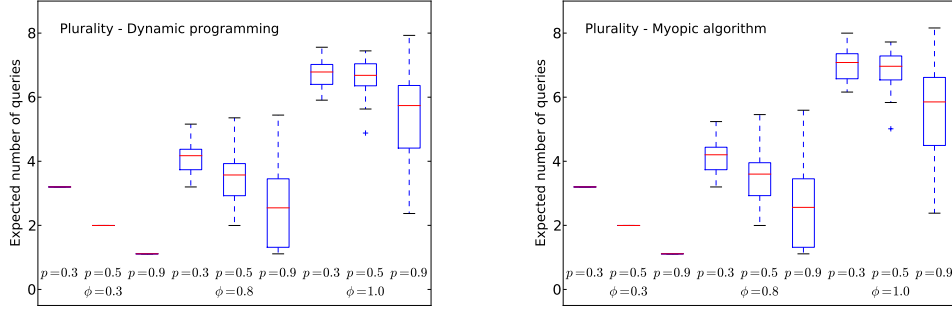 Plurality - Dynamic programming
Expected number of queries
8
6
4
2
0
p=0.3 p=0.5 p=0.9 p=0.3 p=0.5 p=0.9 p=0.3 p=0.5 p=0.9
ϕ=0.3 ϕ=0.8 ϕ=1.0
Plurality - Myopic algorithm
Expected number of queries
8
6
4
2
0
p=0.3 p=0.5 p=0.9 p=0.3 p=0.5 p=0.9 p=0.3 p=0.5 p=0.9
ϕ=0.3 ϕ=0.8 ϕ=1.0